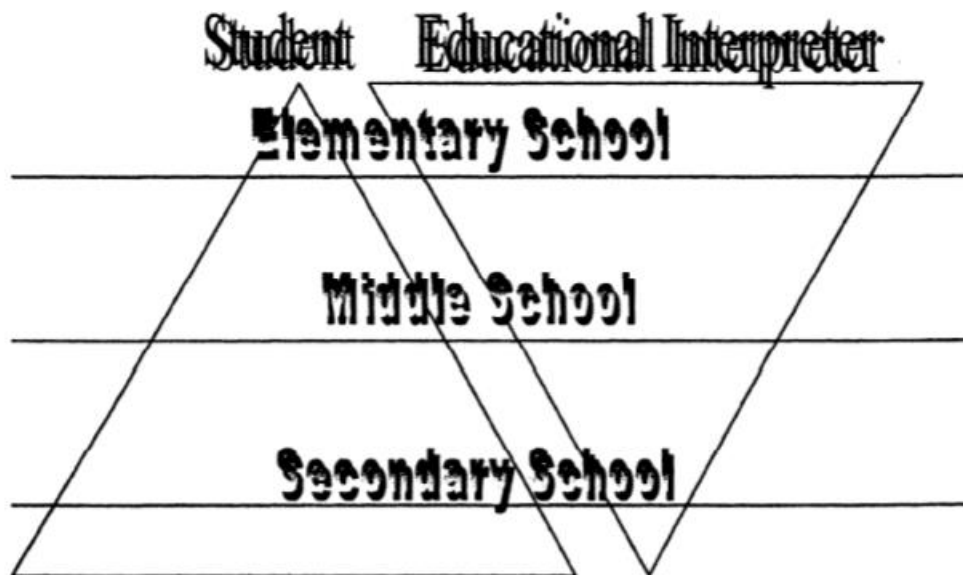 Student Educational Interpreter
Elementary School
Middle School
Secondary School